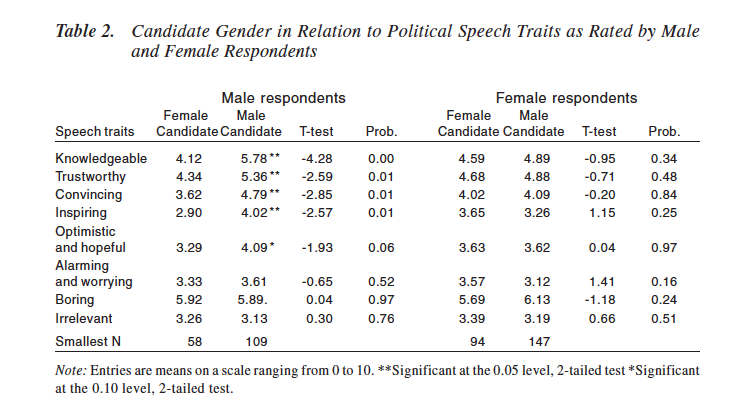 Table 2. Candidate Gender in Relation to Political Speech Traits as Rated by Male
and Female Respondents
Male respondents Female respondents
Female Male Female Male
Speech traits Candidate Candidate T-test Prob. Candidate Candidate T-test Prob.
Knowledgeable 4.12 5.78** -4.28 0.00 4.59 4.89 -0.95 0.34
Trustworthy 4.34 5.36** -2.59 0.01 4.68 4.88 -0.71 0.48
Convincing 3.62 4.79** -2.85 0.01 4.02 4.09 -0.20 0.84
Inspiring 2.90 4.02** -2.57 0.01 3.65 3.26 1.15 0.25
Optimistic
and hopeful 3.29 4.09* -1.93 0.06 3.63 3.62 0.04 0.97
Alarming
and worrying 3.33 3.61 -0.65 0.52 3.57 3.12 1.41 0.16
Boring 5.92 5.89. 0.04 0.97 5.69 6.13 -1.18 0.24
Irrelevant 3.26 3.13 0.30 0.76 3.39 3.19 0.66 0.51
Smallest N 58 109 94 147
Note: Entries are means on a scale ranging from 0 to 10. **Significant at the 0.05 level, 2-tailed test *Significant
at the 0.10 level, 2-tailed test.